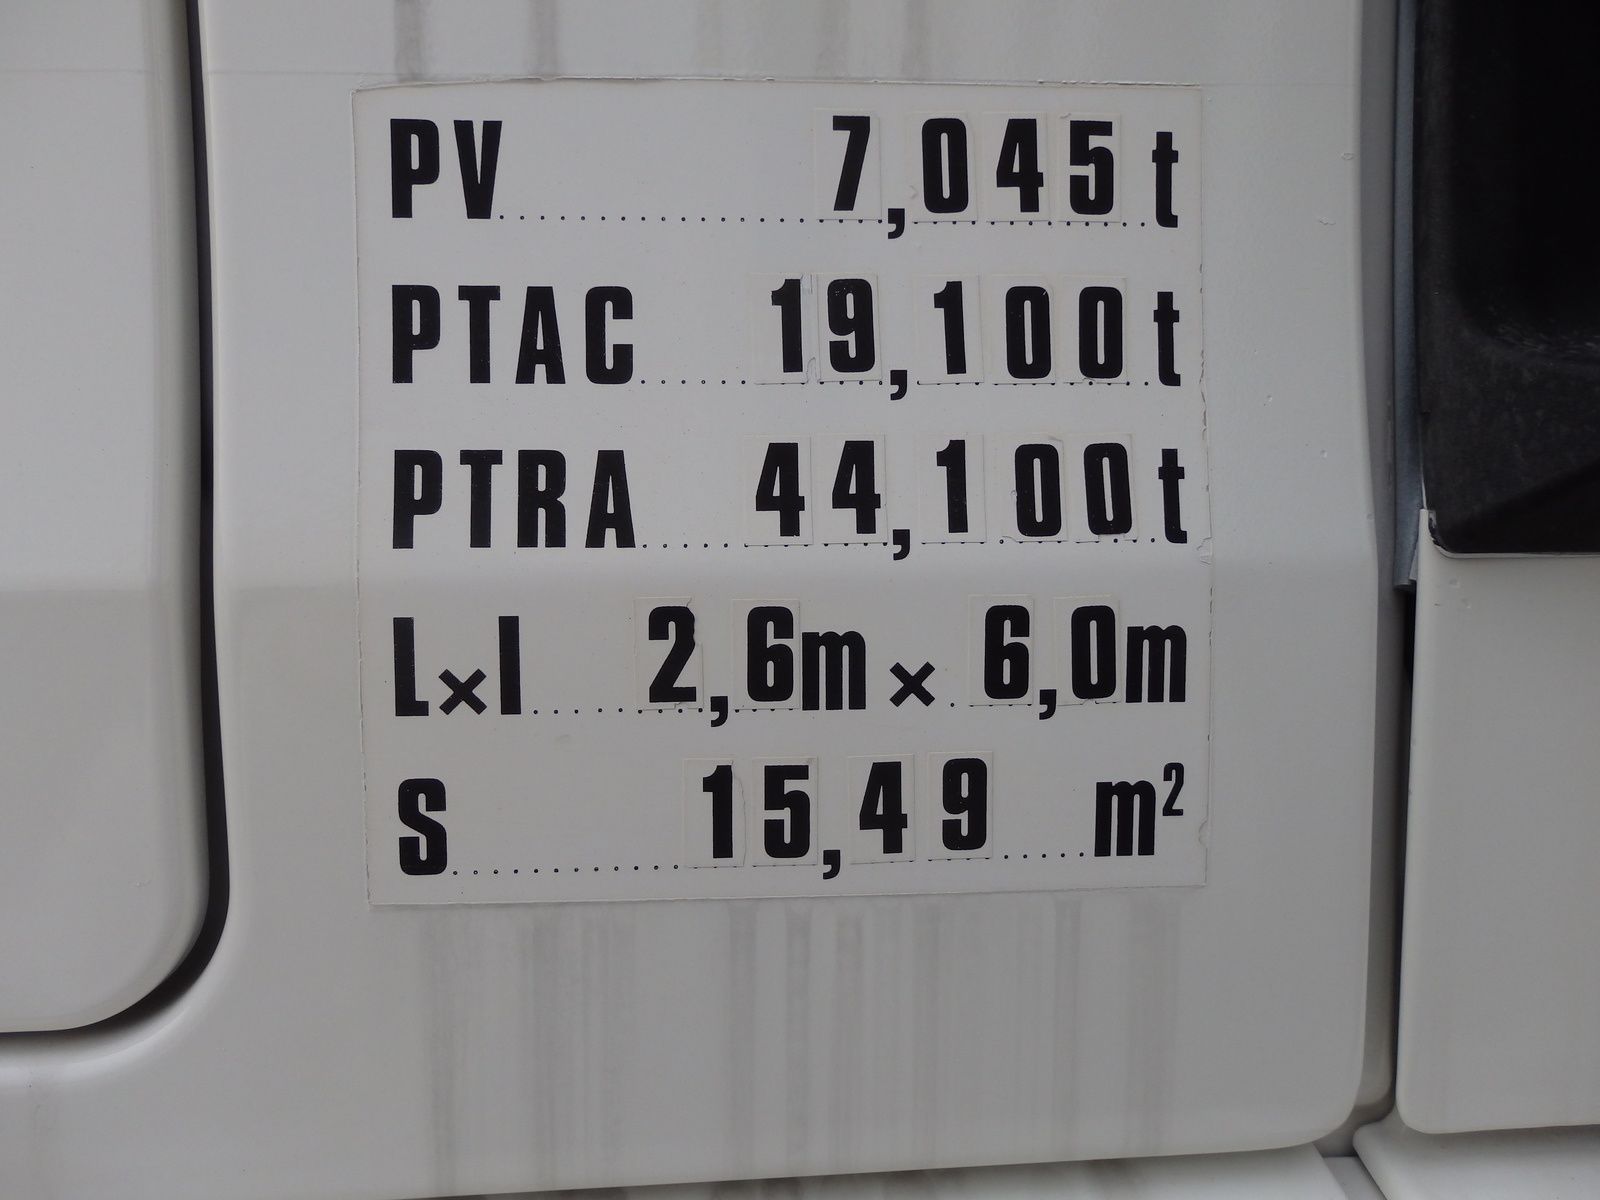 PV 7,045 t
PTAC 19,100 t
PTRA 44,100 t
L×l 2,6m × 6,0m
S 15,49 m²